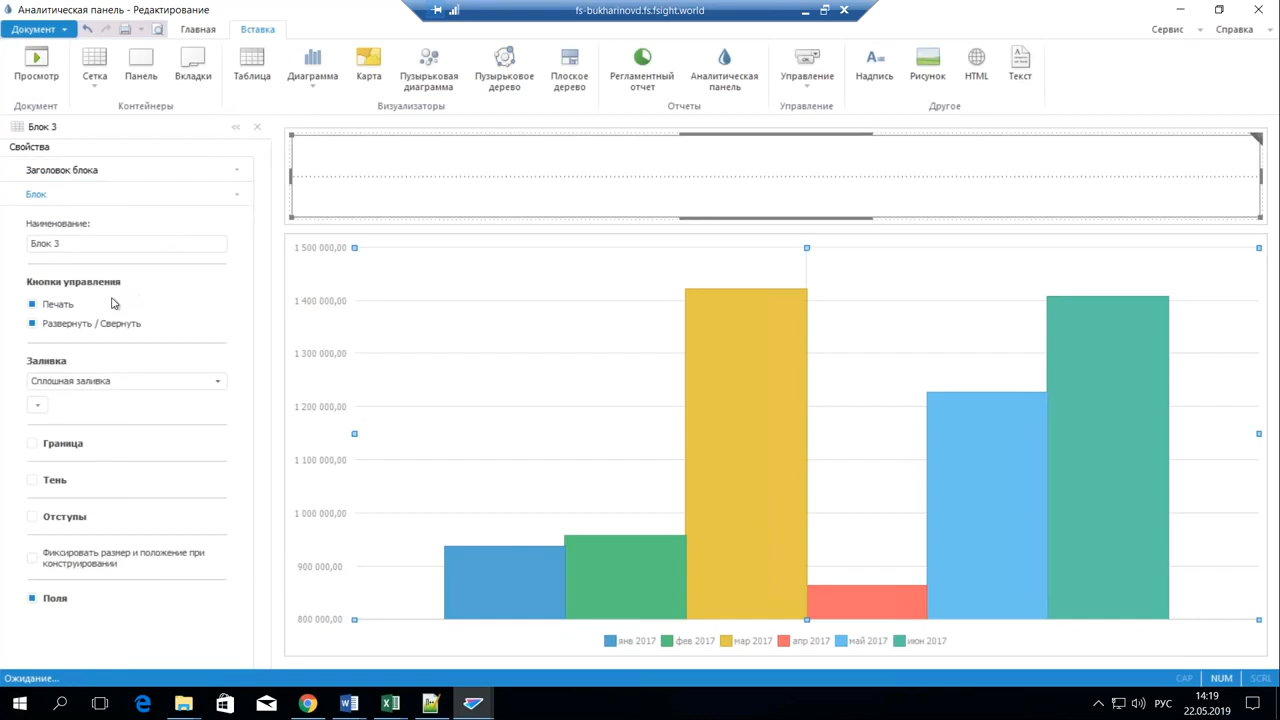 Аналитическая панель - Редактирование
fs-bukharinovd.fs.fsight.world
Документ
Главная
Вставка
Сервис
Справка
Просмотр
Сетка
Панель
Вкладки
Таблица
Диаграмма
Карта
Пузырьковая
диаграмма
Пузырьковое
дерево
Плоское
дерево
Регламентный
отчет
Аналитическая
панель
Управление
Надпись
Рисунок
HTML
Текст
Документ
Контейнеры
Визуализаторы
Отчеты
Управление
Другое
Блок 3
Свойства
Заголовок блока
Блок
Наименование:
Блок 3
Кнопки управления
Печать
Развернуть / Свернуть
Заливка
Сплошная заливка
Граница
Тень
Отступы
Фиксировать размер и положение при
конструировании
Поля
1 500 000,00
1 400 000,00
1 300 000,00
1 200 000,00
1 100 000,00
1 000 000,00
900 000,00
800 000,00
янв 2017 фев 2017 мар 2017 апр 2017 май 2017 июн 2017
Ожидание...
CAP NUM SCRL
РУС
14:19
22.05.2019